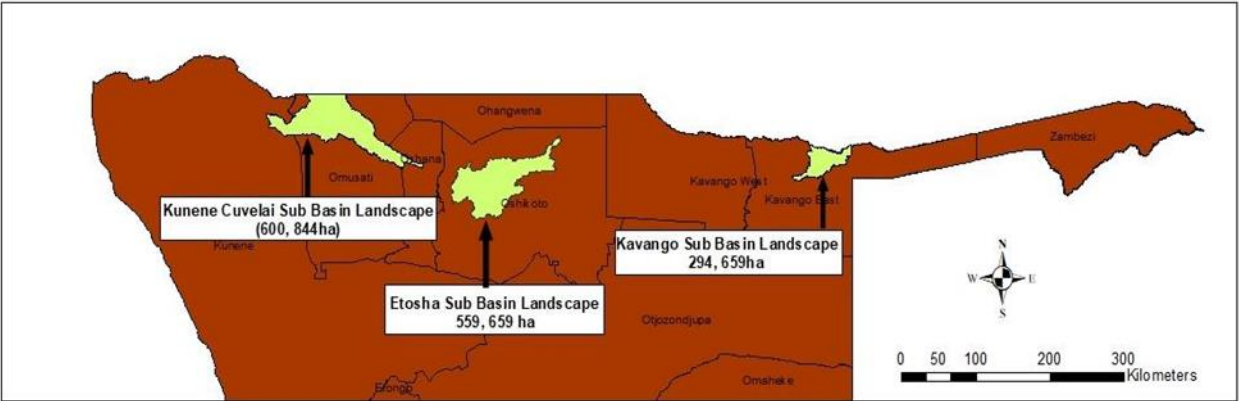 Ohangwena
Zambezi
Oshana
Omusati
Kavango West
Oshikoto
Kavango East
Kunene Cuvelai Sub Basin Landscape
(600, 844ha)
Kunene
Kavango Sub Basin Landscape
294, 659ha
Etosha Sub Basin Landscape
559, 659 ha
Otjozondjupa
N
W
E
S
0 50 100 200 300
Kilometers
Erongo
Omaheke